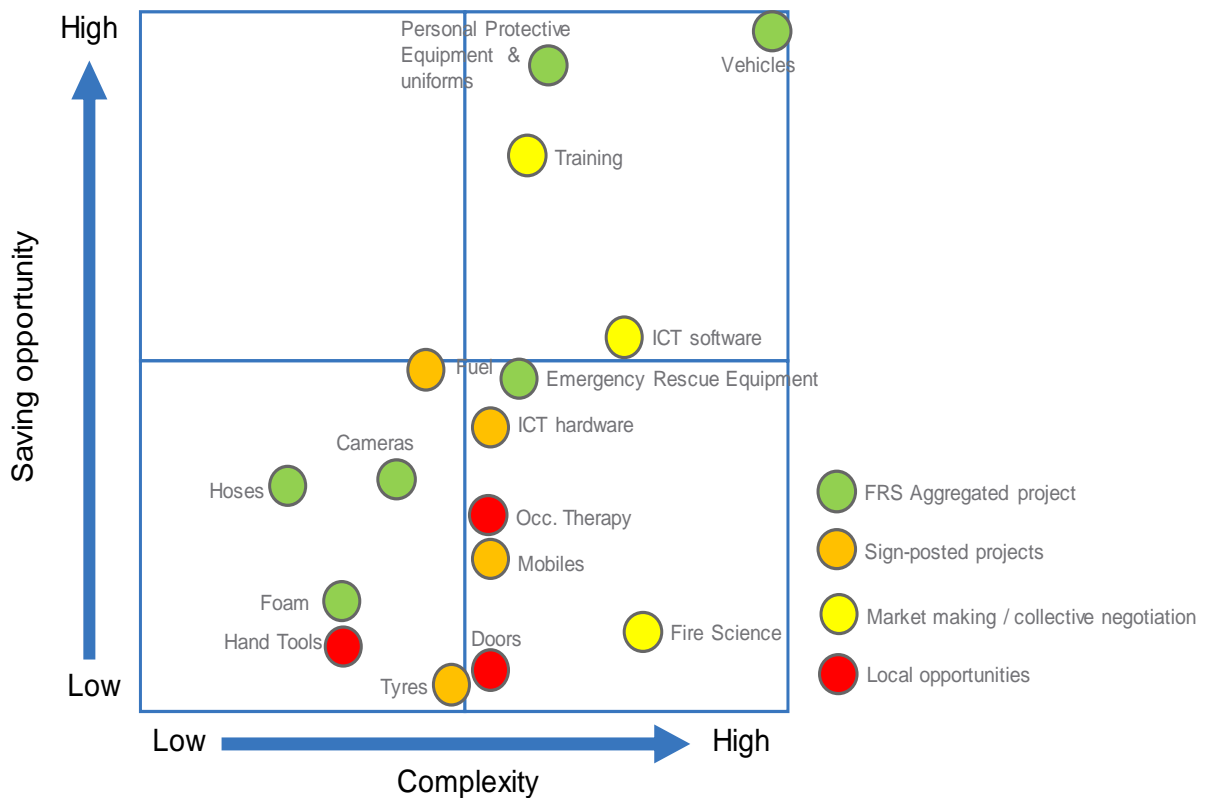 High
Personal Protective
Equipment &
uniforms
Vehicles
Training
ICT software
Fuel
Emergency Rescue Equipment
ICT hardware
Cameras
Hoses
Occ. Therapy
Mobiles
Foam
Hand Tools
Doors
Fire Science
Tyres
Saving opportunity
Low
Low
High
Complexity
FRS Aggregated project
Sign-posted projects
Market making / collective negotiation
Local opportunities